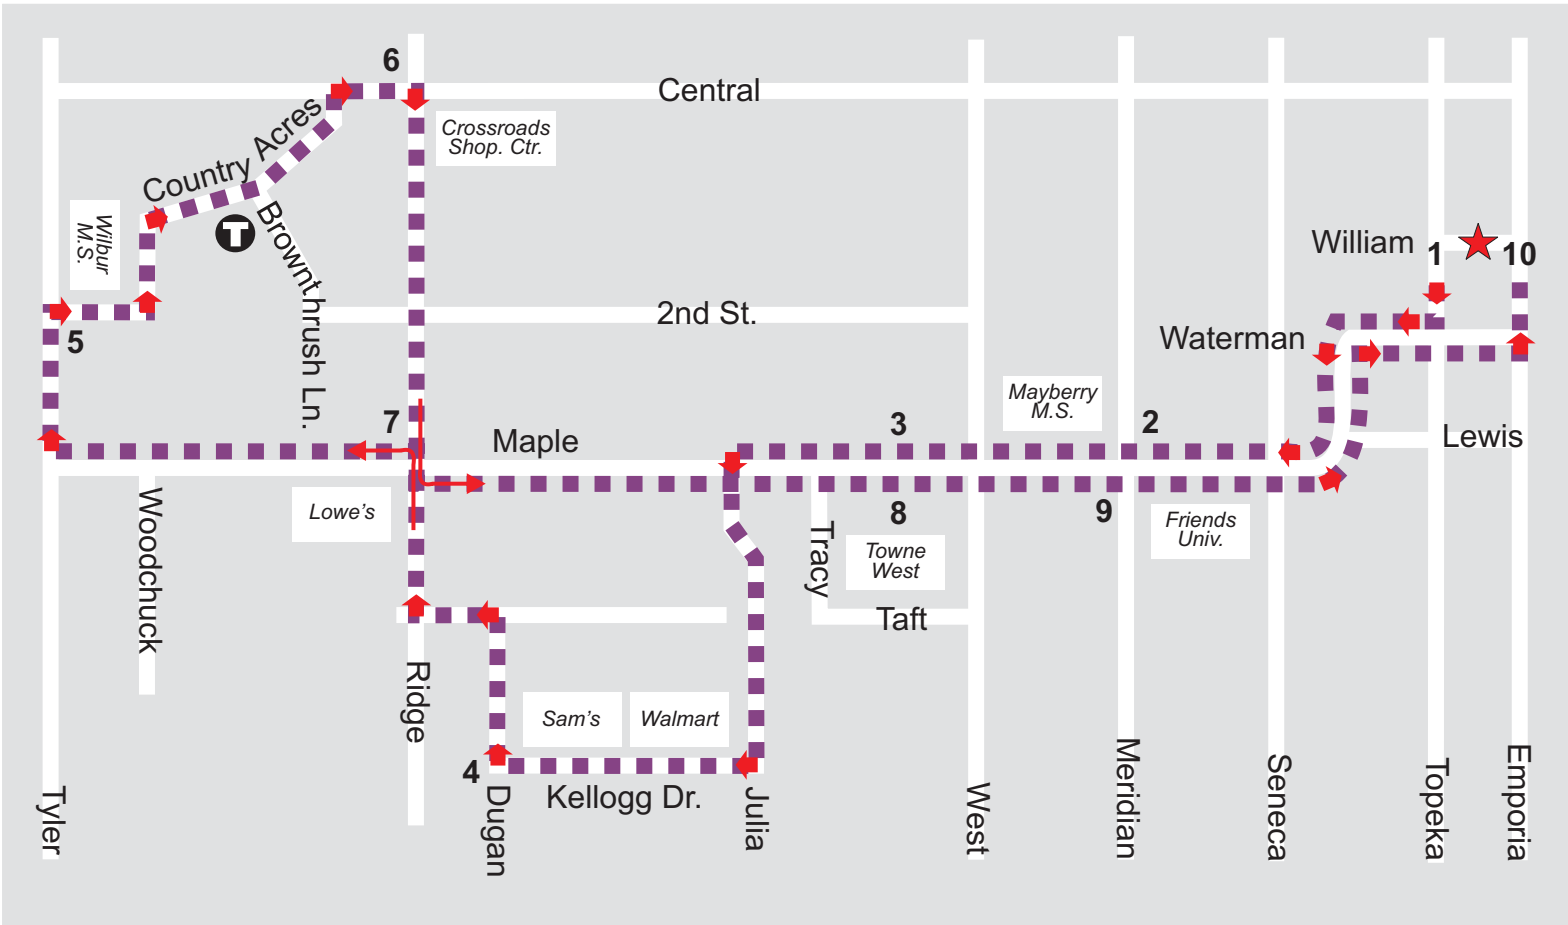 6
Central
Crossroads
Shop. Ctr.
Country Acres
Wilbur
M.S.
T
Brownthrush Ln.
William
1
10
2nd St.
5
Waterman
Mayberry
M.S.
7
Maple
3
2
Lewis
Woodchuck
Lowe's
8
9
Tracy
Towne
West
Friends
Univ.
Taft
Ridge
Sam's
Walmart
4
Kellogg Dr.
Tyler
Dugan
Julia
West
Meridian
Seneca
Topeka
Emporia